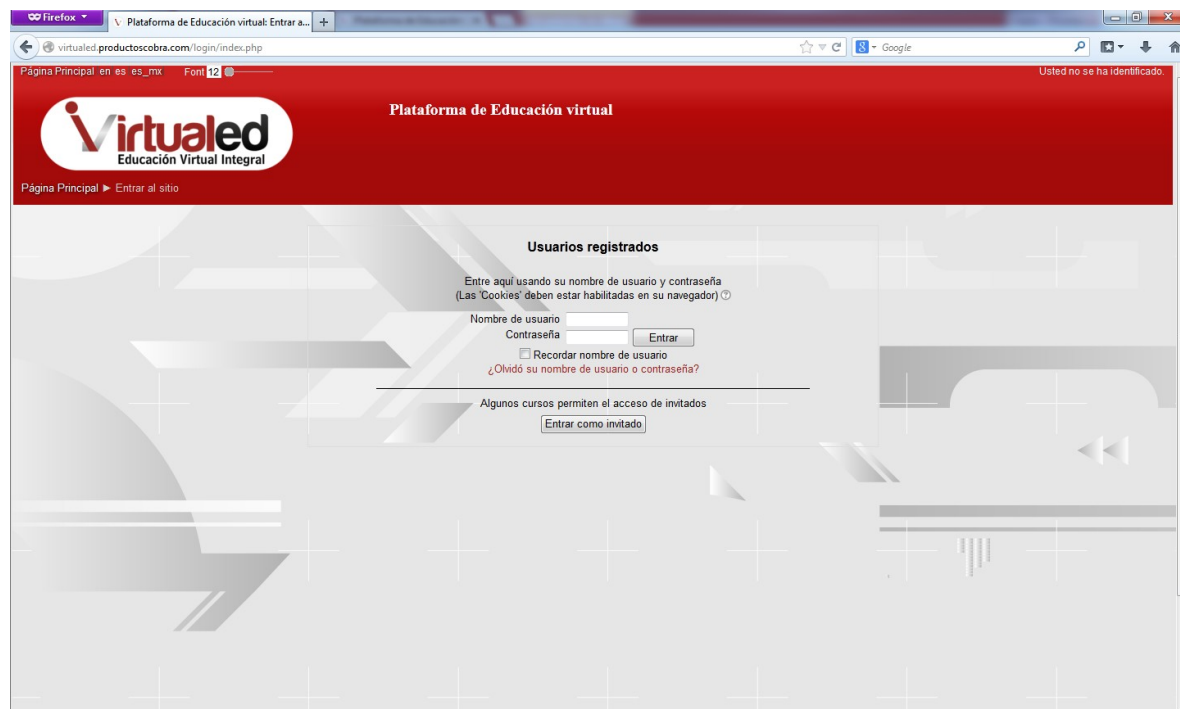 Firefox
Plataforma de Educación virtual: Entrar a... +
virtualed.productoscobra.com/login/index.php
Google
Página Principal en es es_mx Font 12
Usted no se ha identificado.
Virtualed
Educación Virtual Integral
Plataforma de Educación virtual
Página Principal ► Entrar al sitio
Usuarios registrados
Entre aquí usando su nombre de usuario y contraseña
(Las 'Cookies' deben estar habilitadas en su navegador)
Nombre de usuario
Contraseña Entrar
Recordar nombre de usuario
¿Olvidó su nombre de usuario o contraseña?
Algunos cursos permiten el acceso de invitados
Entrar como invitado